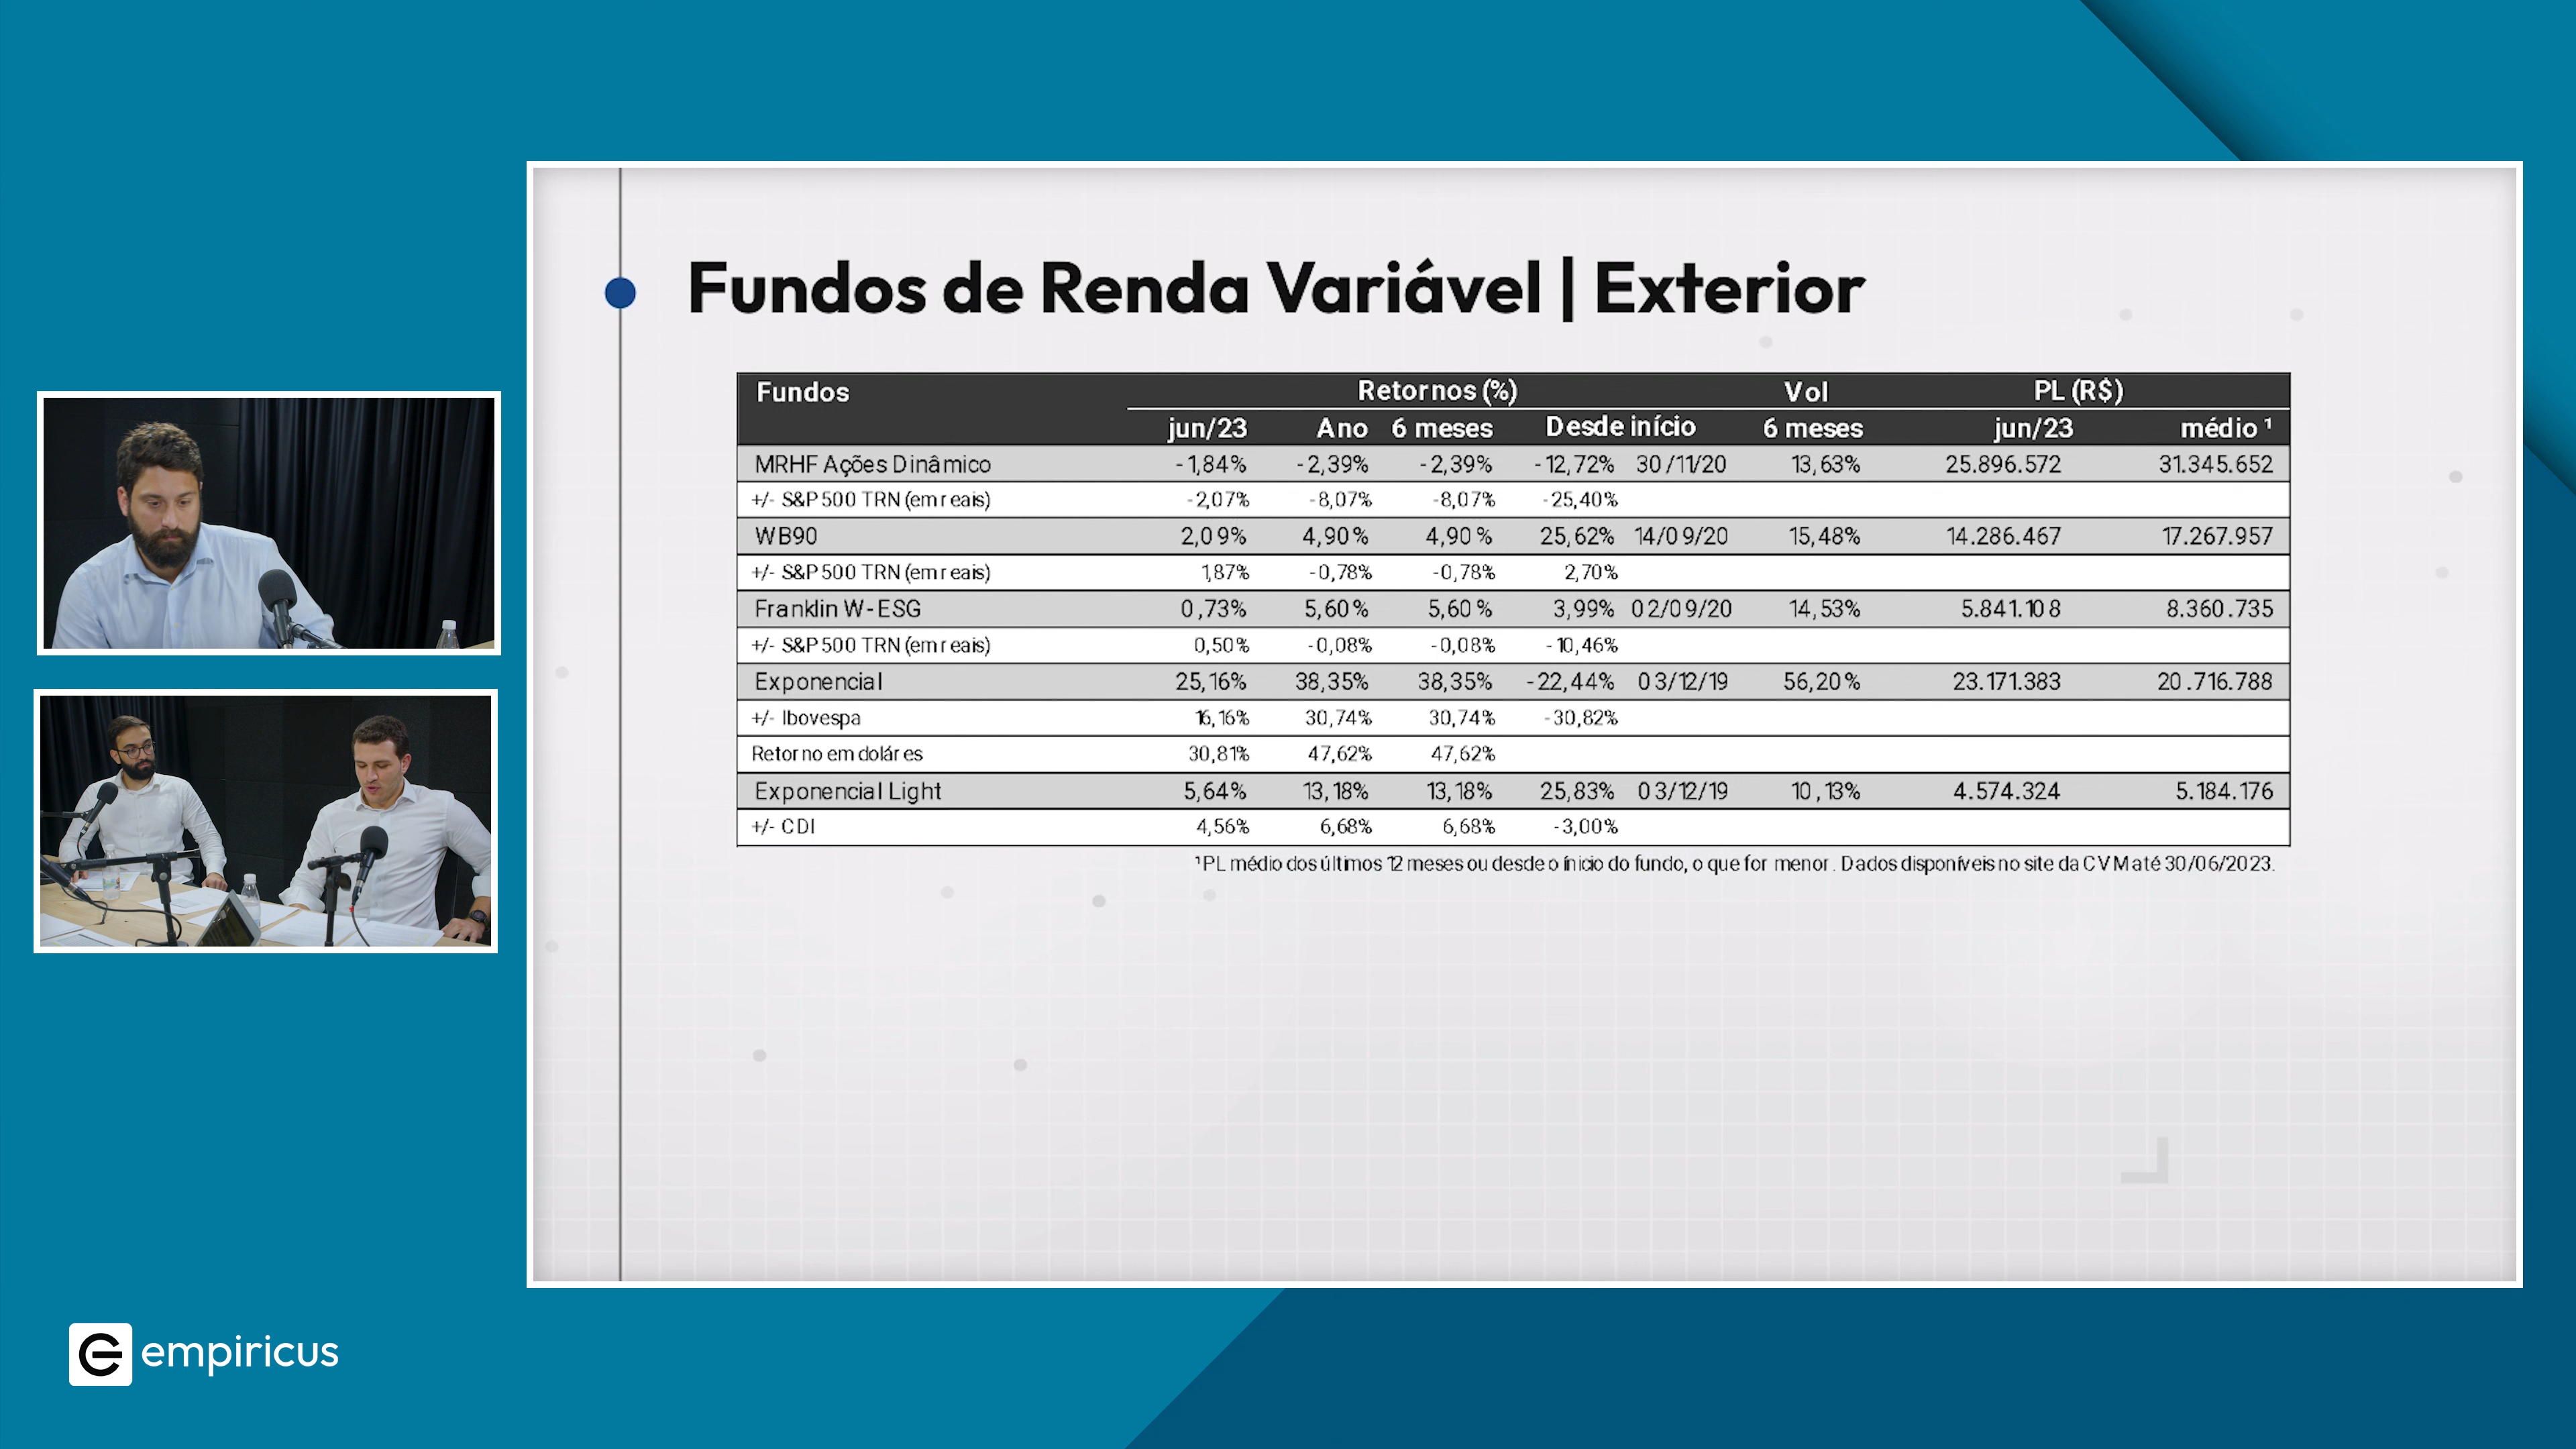 Fundos de Renda Variável | Exterior
Fundos Retornos (%) Vol PL (R$)
jun/23 Ano 6 meses Desde início 6 meses jun/23 médio ¹
MRHF Ações Dinâmico -1,84% -2,39% -2,39% -12,72% 30/11/20 13,63% 25.896.572 31.345.652
+/- S&P 500 TRN (em reais) -2,07% -8,07% -8,07% -25,40%
WB90 2,09% 4,90% 4,90% 25,62% 14/09/20 15,48% 14.286.467 17.267.957
+/- S&P 500 TRN (em reais) 1,87% -0,78% -0,78% 2,70%
Franklin W-ESG 0,73% 5,60% 5,60% 3,99% 02/09/20 14,53% 5.841.108 8.360.735
+/- S&P 500 TRN (em reais) 0,50% -0,08% -0,08% -10,46%
Exponencial 25,16% 38,35% 38,35% -22,44% 03/12/19 56,20% 23.171.383 20.716.788
+/- Ibovespa 16,16% 30,74% 30,74% -30,82%
Retorno em doláres 30,81% 47,62% 47,62%
Exponencial Light 5,64% 13,18% 13,18% 25,83% 03/12/19 10,13% 4.574.324 5.184.176
+/- CDI 4,56% 6,68% 6,68% -3,00%
¹PL médio dos últimos 12 meses ou desde o ínicio do fundo, o que for menor. Dados disponíveis no site da CVM até 30/06/2023.
empiricus